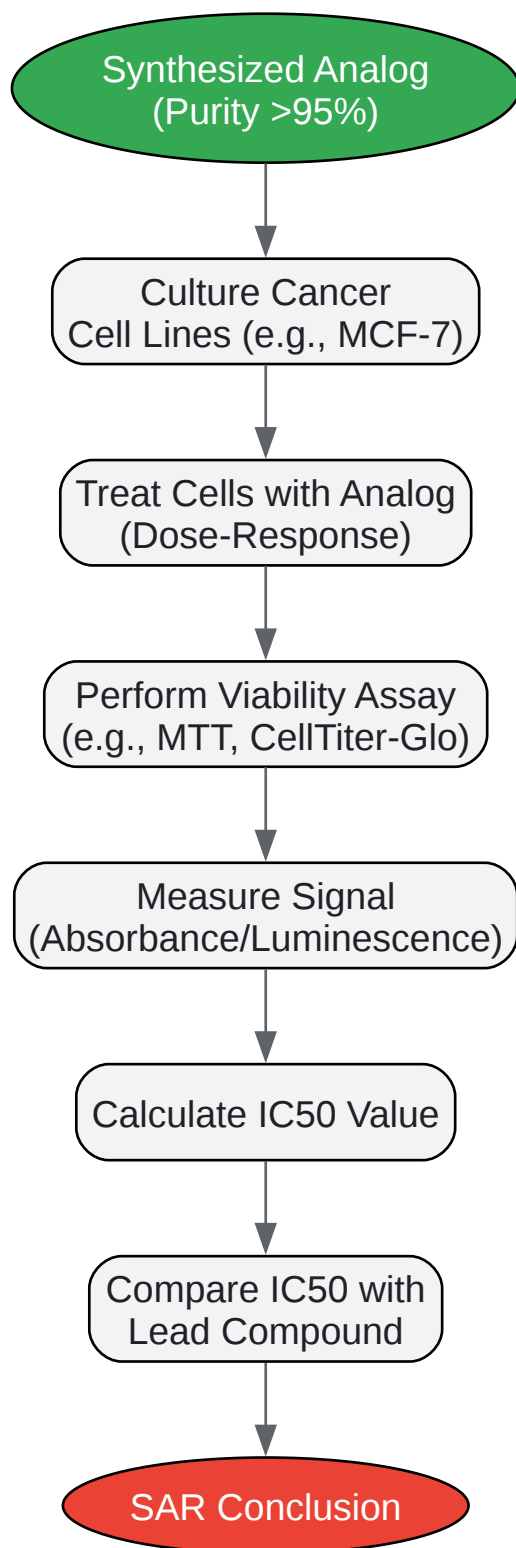 Synthesized Analog
(Purity >95%)
Culture Cancer
Cell Lines (e.g., MCF-7)
Treat Cells with Analog
(Dose-Response)
Perform Viability Assay
(e.g., MTT, CellTiter-Glo)
Measure Signal
(Absorbance/Luminescence)
Calculate IC50 Value
Compare IC50 with
Lead Compound
SAR Conclusion